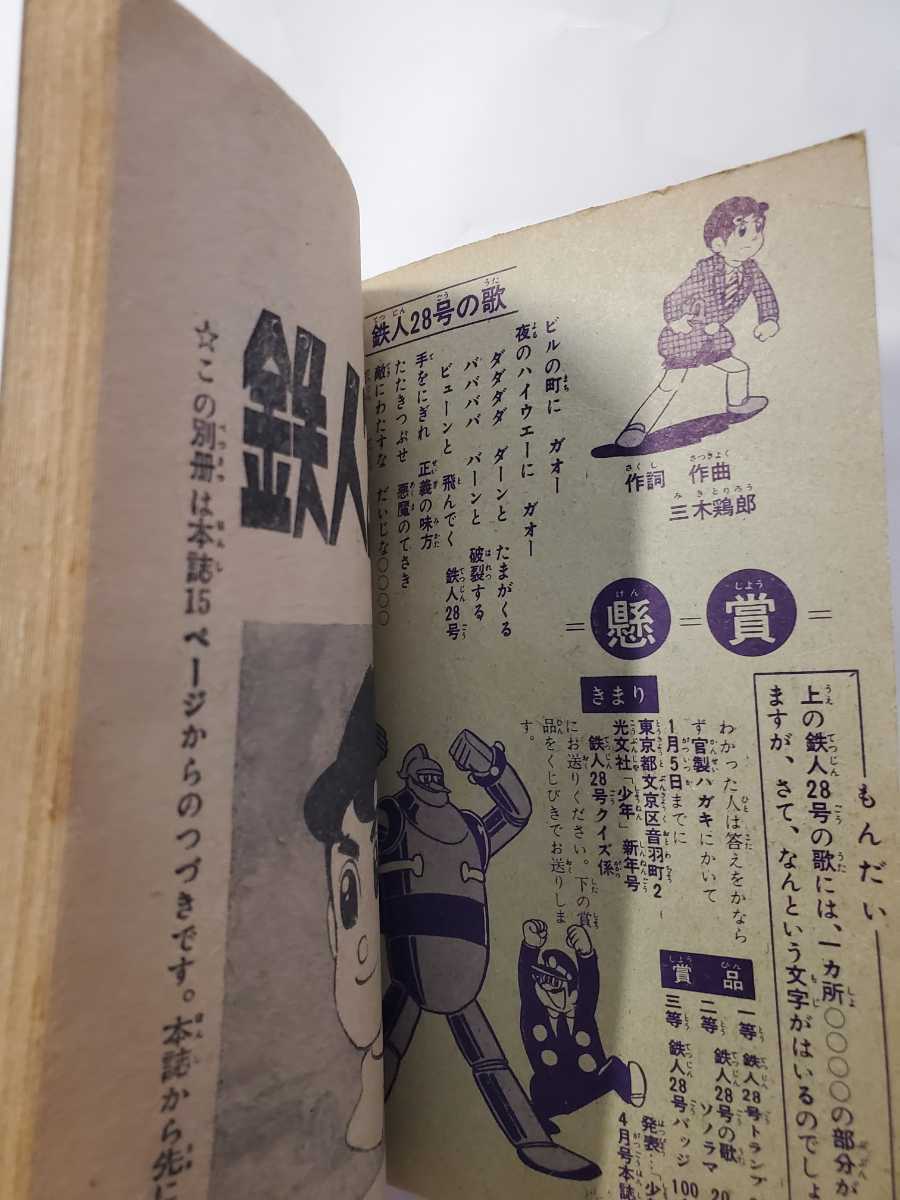 鉄人
☆この別冊は本誌15ページからのつづきです。本誌から先に
作詞 作曲
三木鶏郎
鉄人28号の歌
ビルの町に ガオー
夜のハイウエーに ガオー
ダダダダ ダーンと たまがくる
ババババ バーンと 破裂する
ビューンと 飛んでく 鉄人28号
手をにぎれ 正義の味方
たたきつぶせ 悪魔のてさき
敵にわたすな だいじな○○○○
=懸=賞=
もんだい
上の鉄人28号の歌には、一カ所○○○○の部分が
ますが、さて、なんという文字がはいるのでしょ
きまり
わかった人は答えをかなら
ず官製ハガキにかいて
1月5日までに
東京都文京区音羽町2
光文社「少年」新年号
鉄人28号クイズ係
にお送りください。下の賞
品をくじびきでお送りしま
す。
賞品
一等 鉄人28号トランプ
二等 鉄人28号の歌
ソノラマ 20
三等 鉄人28号バッジ 100
発表…「少
4月号本誌